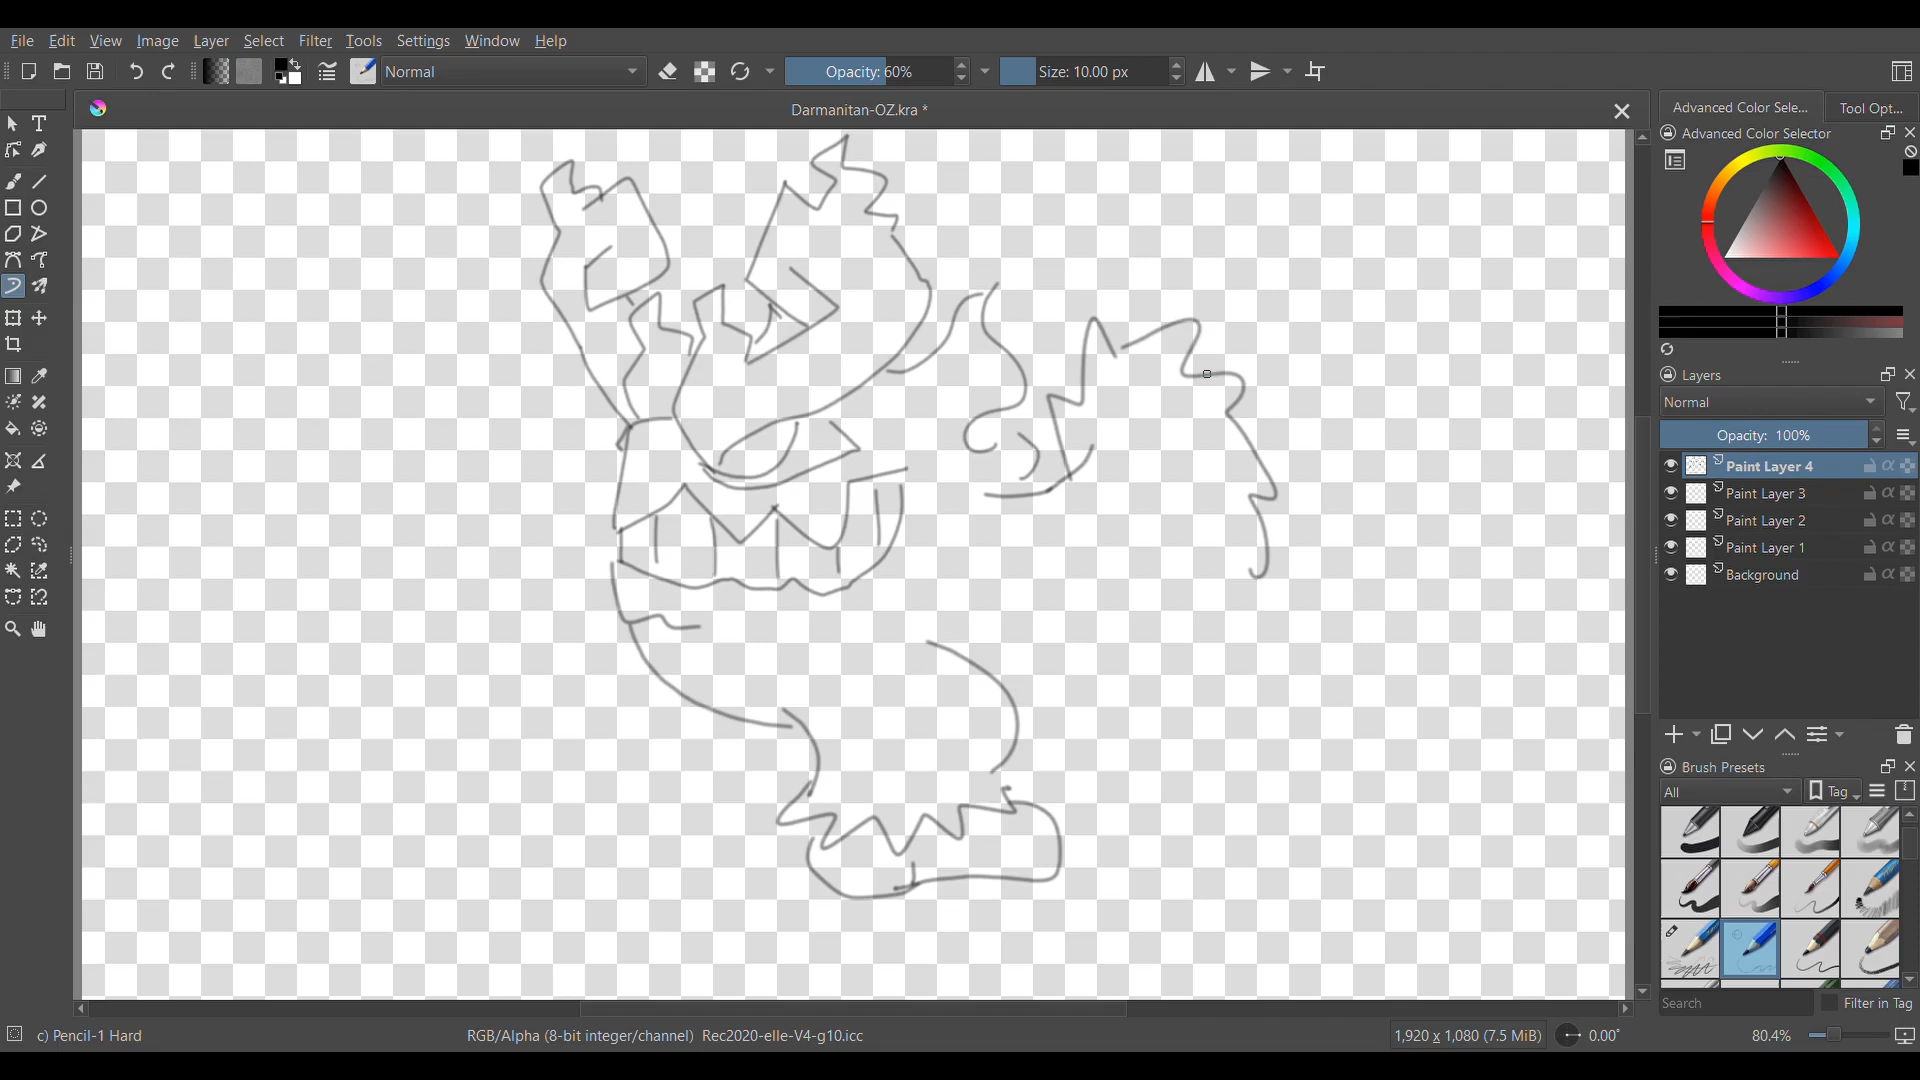 File Edit View Image Layer Select Filter Tools Settings Window Help
Normal Opacity: 60% Size: 10.00 px
Darmanitan-OZ.kra *
Advanced Color Sele... Tool Opt...
Advanced Color Selector
Layers
Normal
Opacity: 100%
Paint Layer 4
Paint Layer 3
Paint Layer 2
Paint Layer 1
Background
Brush Presets
All Tag
Search Filter in Tag
c) Pencil-1 Hard RGB/Alpha (8-bit integer/channel) Rec2020-elle-V4-g10.icc 1,920 x 1,080 (7.5 MiB) 0.00° 80.4%